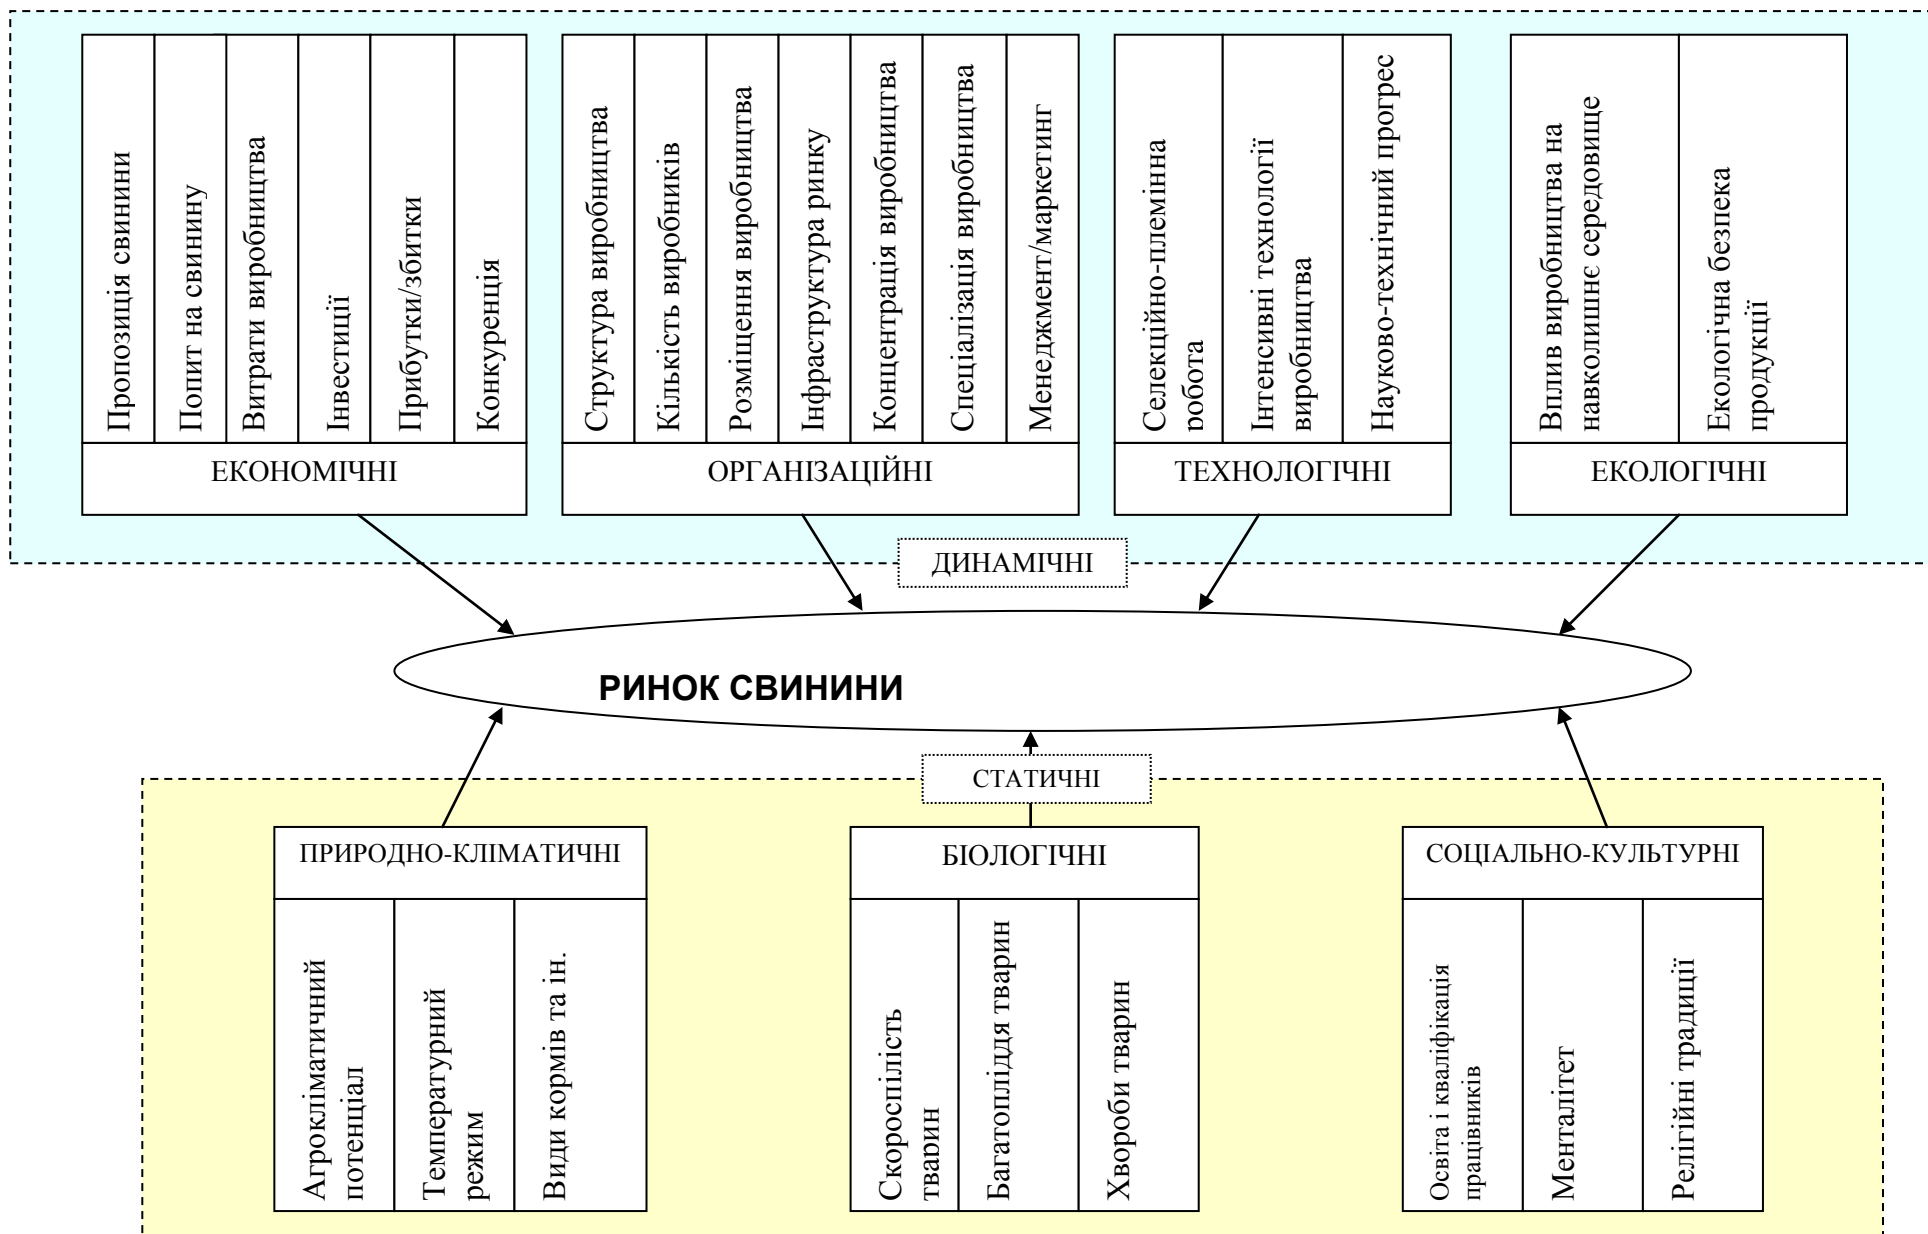 Пропозиція свинини
Попит на свинину
Витрати виробництва
Інвестиції
Прибутки/збитки
Конкуренція
ЕКОНОМІЧНІ
Структура виробництва
Кількість виробників
Розміщення виробництва
Інфраструктура ринку
Концентрація виробництва
Спеціалізація виробництва
Менеджмент/маркетинг
ОРГАНІЗАЦІЙНІ
Селекційно-племінна
робота
Інтенсивні технології
виробництва
Науково-технічний прогрес
ТЕХНОЛОГІЧНІ
Вплив виробництва на
навколишнє середовище
Екологічна безпека
продукції
ЕКОЛОГІЧНІ
ДИНАМІЧНІ
РИНОК СВИНИНИ
СТАТИЧНІ
ПРИРОДНО-КЛІМАТИЧНІ
Агрокліматичний
потенціал
Температурний
режим
Види кормів та ін.
БІОЛОГІЧНІ
Скороспілість
тварин
Багатопліддя тварин
Хвороби тварин
СОЦІАЛЬНО-КУЛЬТУРНІ
Освіта і кваліфікація
працівників
Менталітет
Релігійні традиції